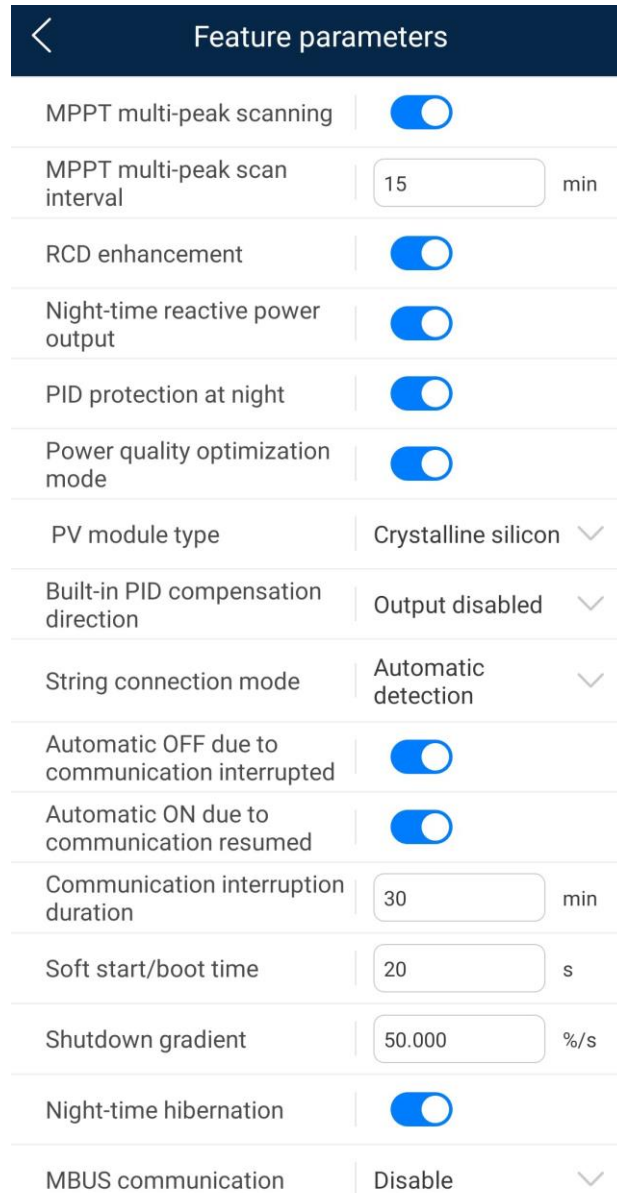 Feature parameters
MPPT multi-peak scanning
MPPT multi-peak scan
interval
15 min
RCD enhancement
Night-time reactive power
output
PID protection at night
Power quality optimization
mode
PV module type Crystalline silicon
Built-in PID compensation
direction
Output disabled
String connection mode
Automatic
detection
Automatic OFF due to
communication interrupted
Automatic ON due to
communication resumed
Communication interruption
duration
30 min
Soft start/boot time 20 s
Shutdown gradient 50.000 %/s
Night-time hibernation
MBUS communication Disable